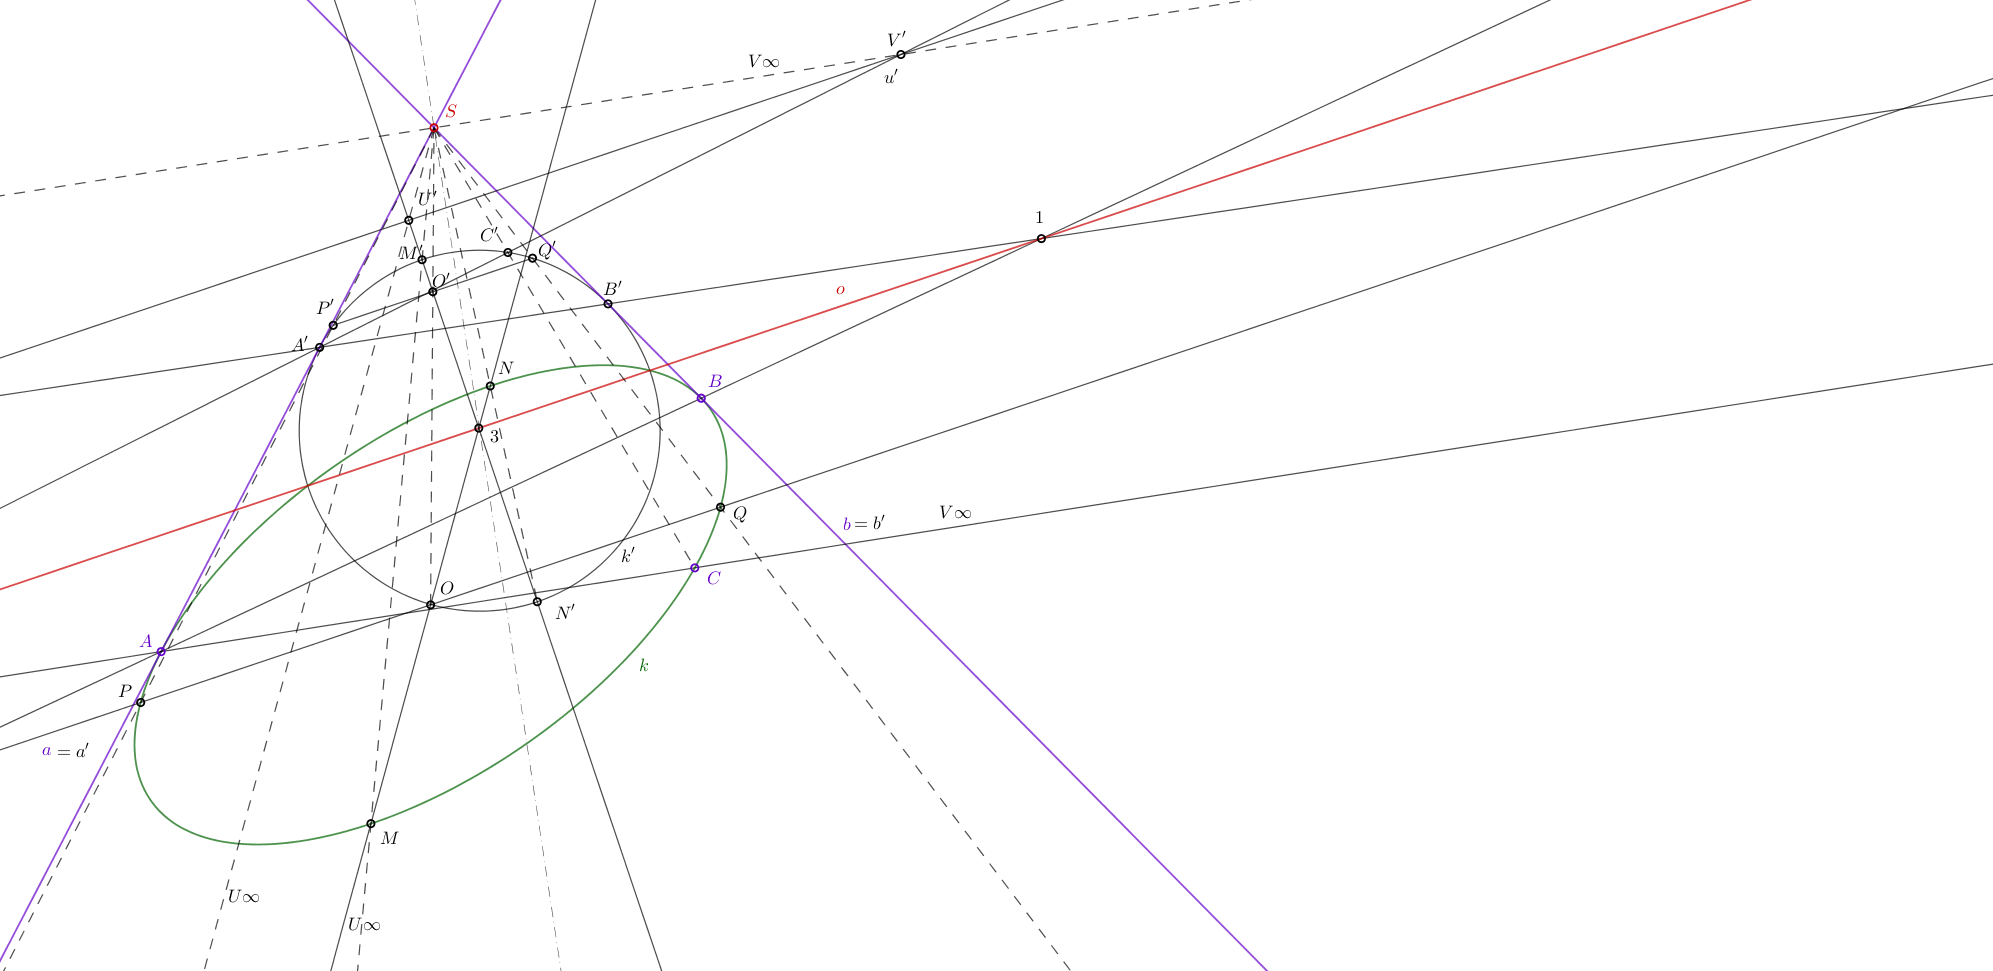 V′
V∞
u′
S
U′
1
C′
M′
Q′
O′
B′
o
P′
A′
N
B
3
Q
V∞
b = b′
k′
O
C
N′
A
k
P
a = a′
M
U∞
U∞